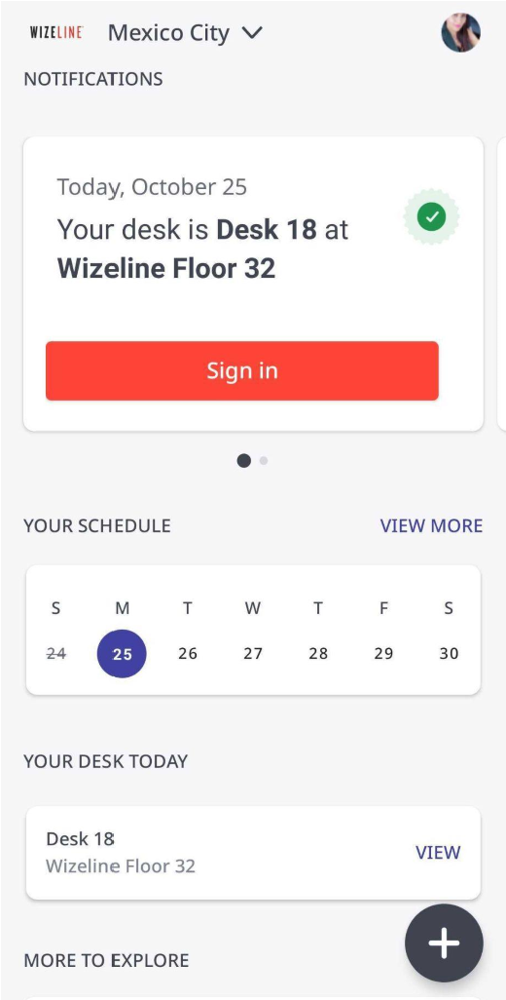 WIZELINE
Mexico City
NOTIFICATIONS
Today, October 25
Your desk is Desk 18 at
Wizeline Floor 32
Sign in
YOUR SCHEDULE VIEW MORE
S M T W T F S
24 25 26 27 28 29 30
YOUR DESK TODAY
Desk 18
Wizeline Floor 32
VIEW
MORE TO EXPLORE